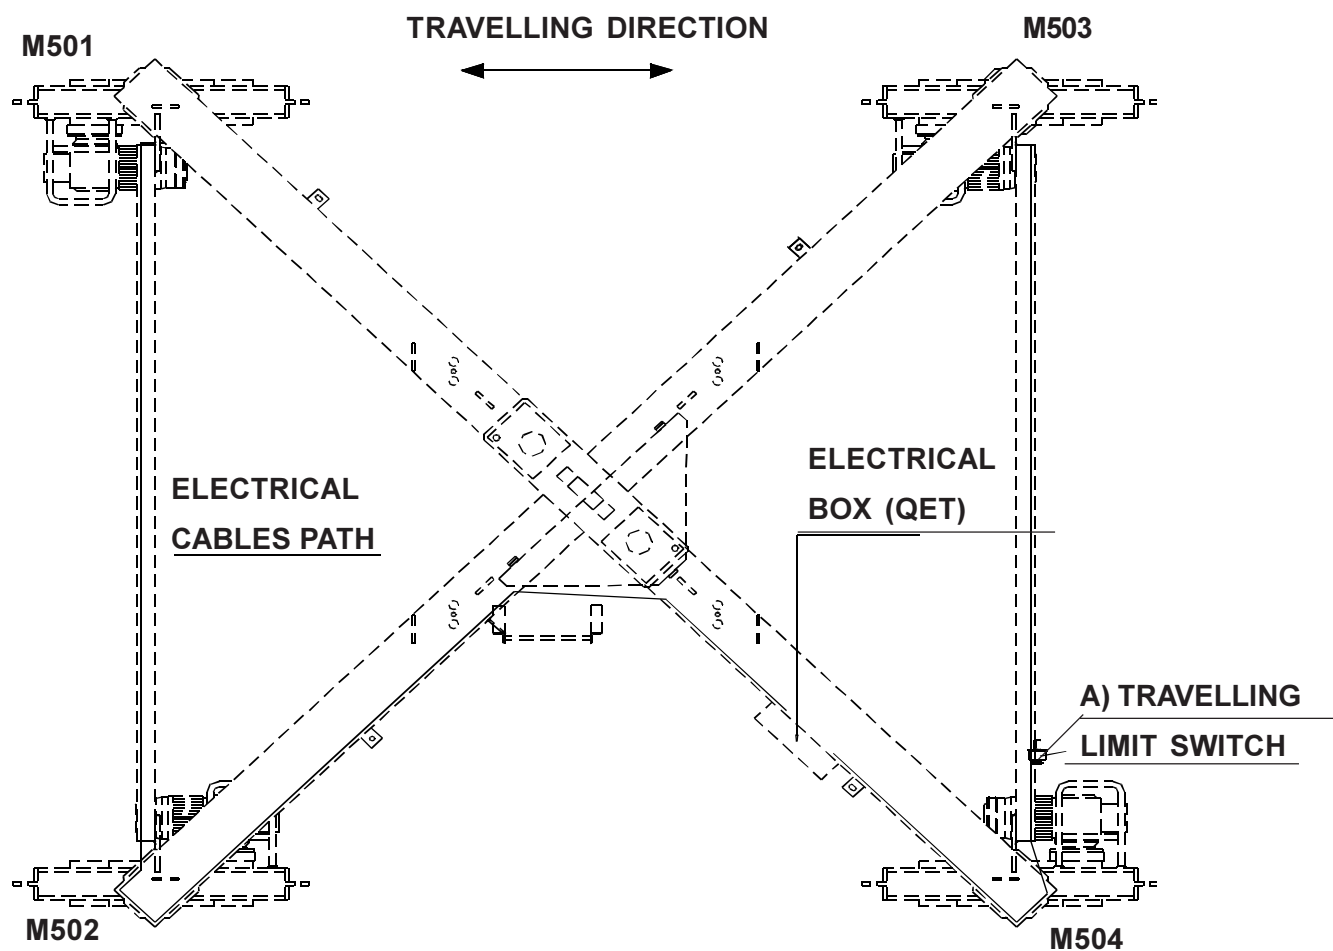 TRAVELLING DIRECTION
M501
M503
ELECTRICAL
CABLES PATH
ELECTRICAL
BOX (QET)
A) TRAVELLING
LIMIT SWITCH
M502
M504